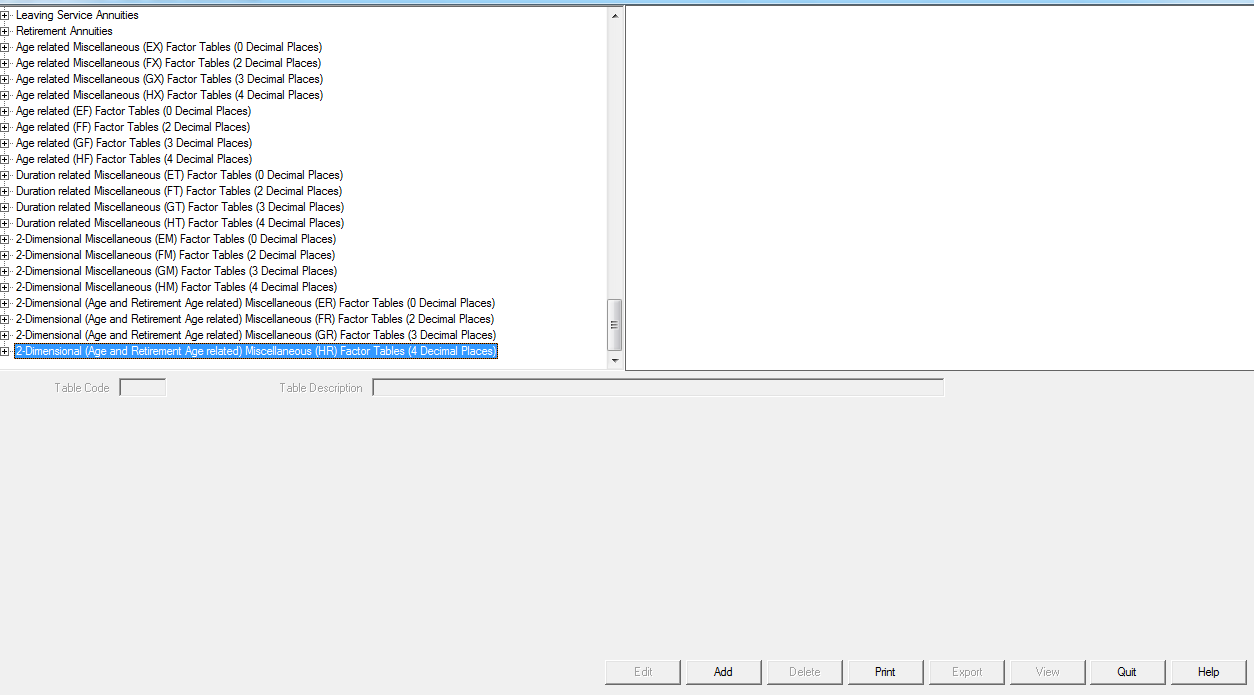 Leaving Service Annuities
Retirement Annuities
Age related Miscellaneous (EX) Factor Tables (0 Decimal Places)
Age related Miscellaneous (FX) Factor Tables (2 Decimal Places)
Age related Miscellaneous (GX) Factor Tables (3 Decimal Places)
Age related Miscellaneous (HX) Factor Tables (4 Decimal Places)
Age related (EF) Factor Tables (0 Decimal Places)
Age related (FF) Factor Tables (2 Decimal Places)
Age related (GF) Factor Tables (3 Decimal Places)
Age related (HF) Factor Tables (4 Decimal Places)
Duration related Miscellaneous (ET) Factor Tables (0 Decimal Places)
Duration related Miscellaneous (FT) Factor Tables (2 Decimal Places)
Duration related Miscellaneous (GT) Factor Tables (3 Decimal Places)
Duration related Miscellaneous (HT) Factor Tables (4 Decimal Places)
2-Dimensional Miscellaneous (EM) Factor Tables (0 Decimal Places)
2-Dimensional Miscellaneous (FM) Factor Tables (2 Decimal Places)
2-Dimensional Miscellaneous (GM) Factor Tables (3 Decimal Places)
2-Dimensional Miscellaneous (HM) Factor Tables (4 Decimal Places)
2-Dimensional (Age and Retirement Age related) Miscellaneous (ER) Factor Tables (0 Decimal Places)
2-Dimensional (Age and Retirement Age related) Miscellaneous (FR) Factor Tables (2 Decimal Places)
2-Dimensional (Age and Retirement Age related) Miscellaneous (GR) Factor Tables (3 Decimal Places)
2-Dimensional (Age and Retirement Age related) Miscellaneous (HR) Factor Tables (4 Decimal Places)
Table Code Table Description
Edit Add Delete Print Export View Quit Help